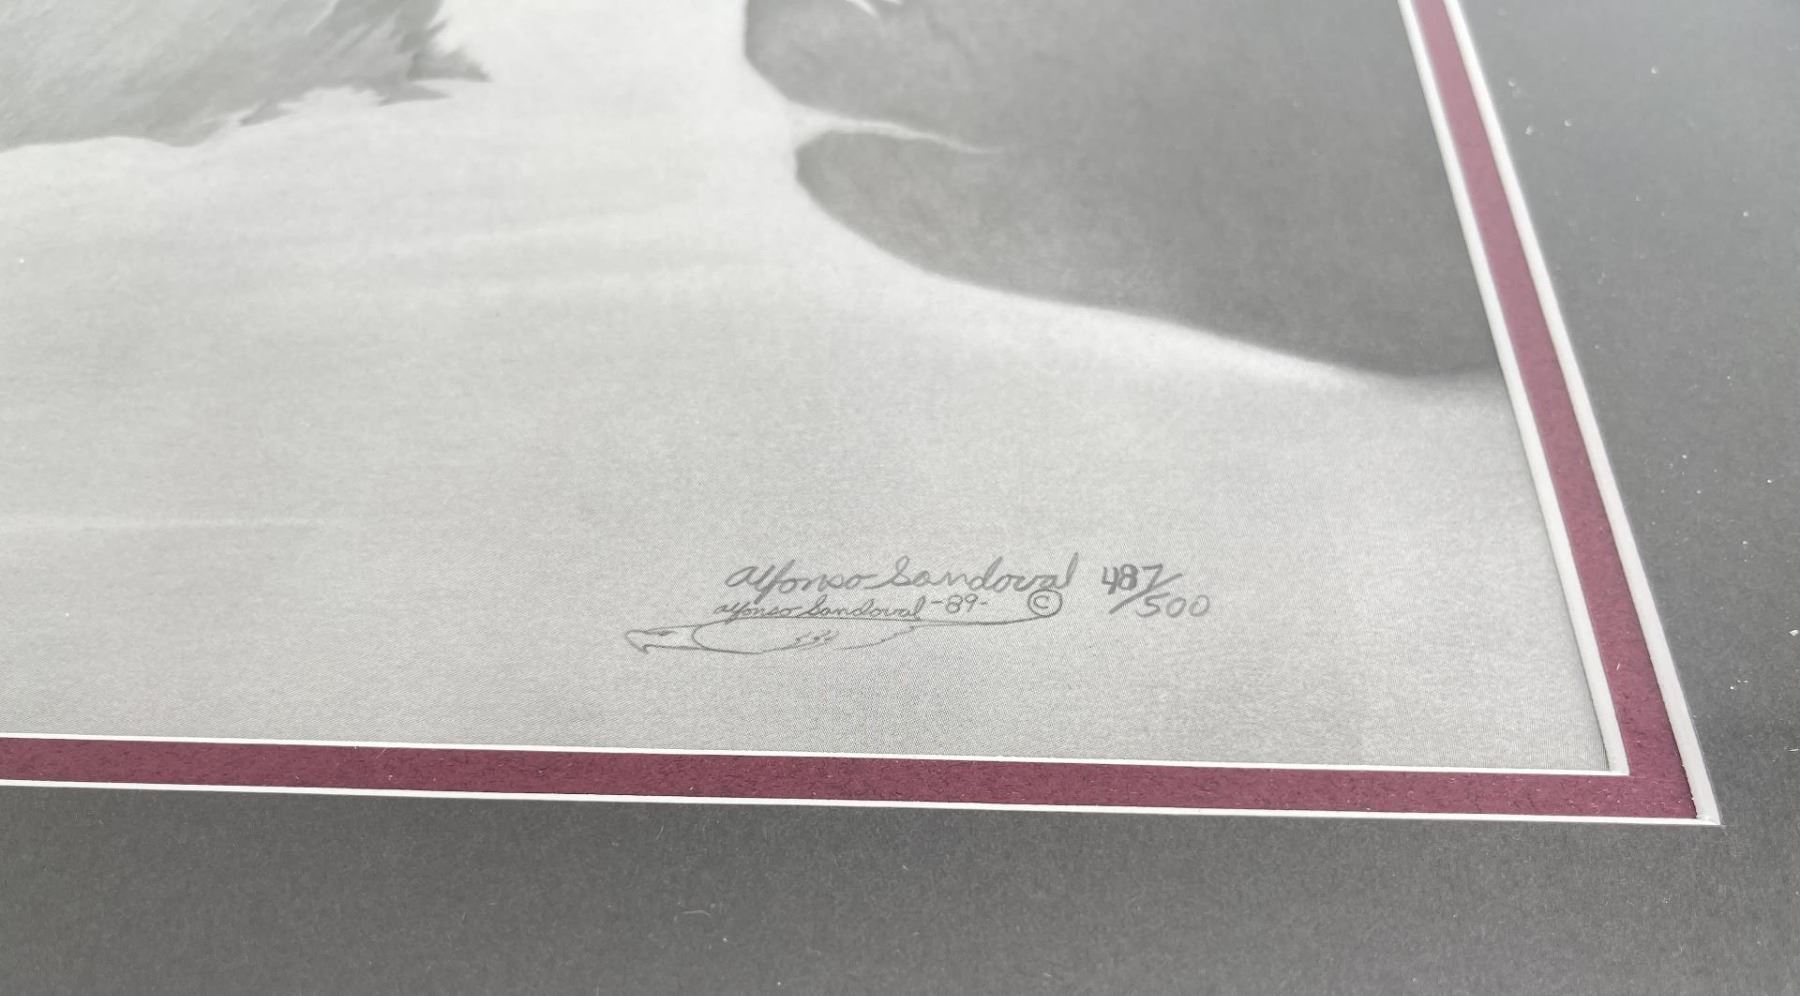 Alfonso Sandoval 487/500
Alfonso Sandoval -89- ©